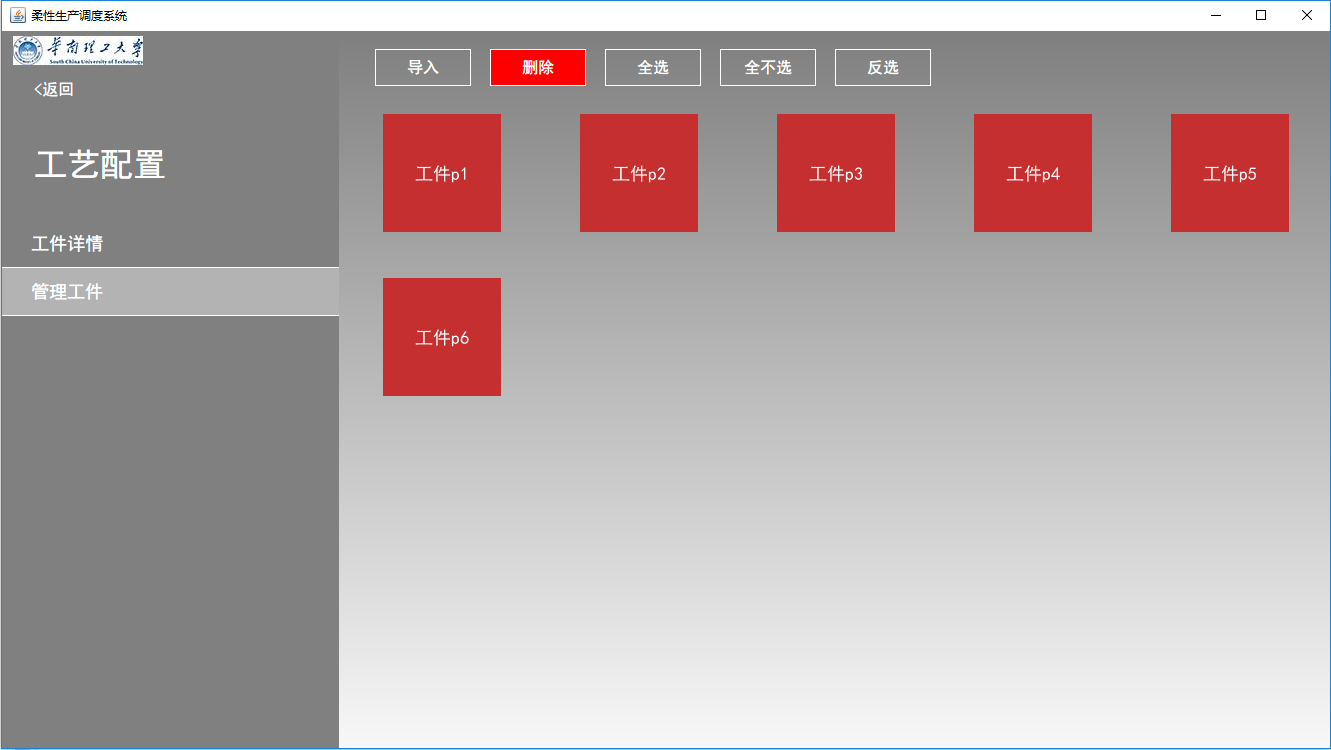 柔性生产调度系统
华南理工大学
South China University of Technology
<返回
工艺配置
工件详情
管理工件
导入 删除 全选 全不选 反选
工件p1 工件p2 工件p3 工件p4 工件p5
工件p6